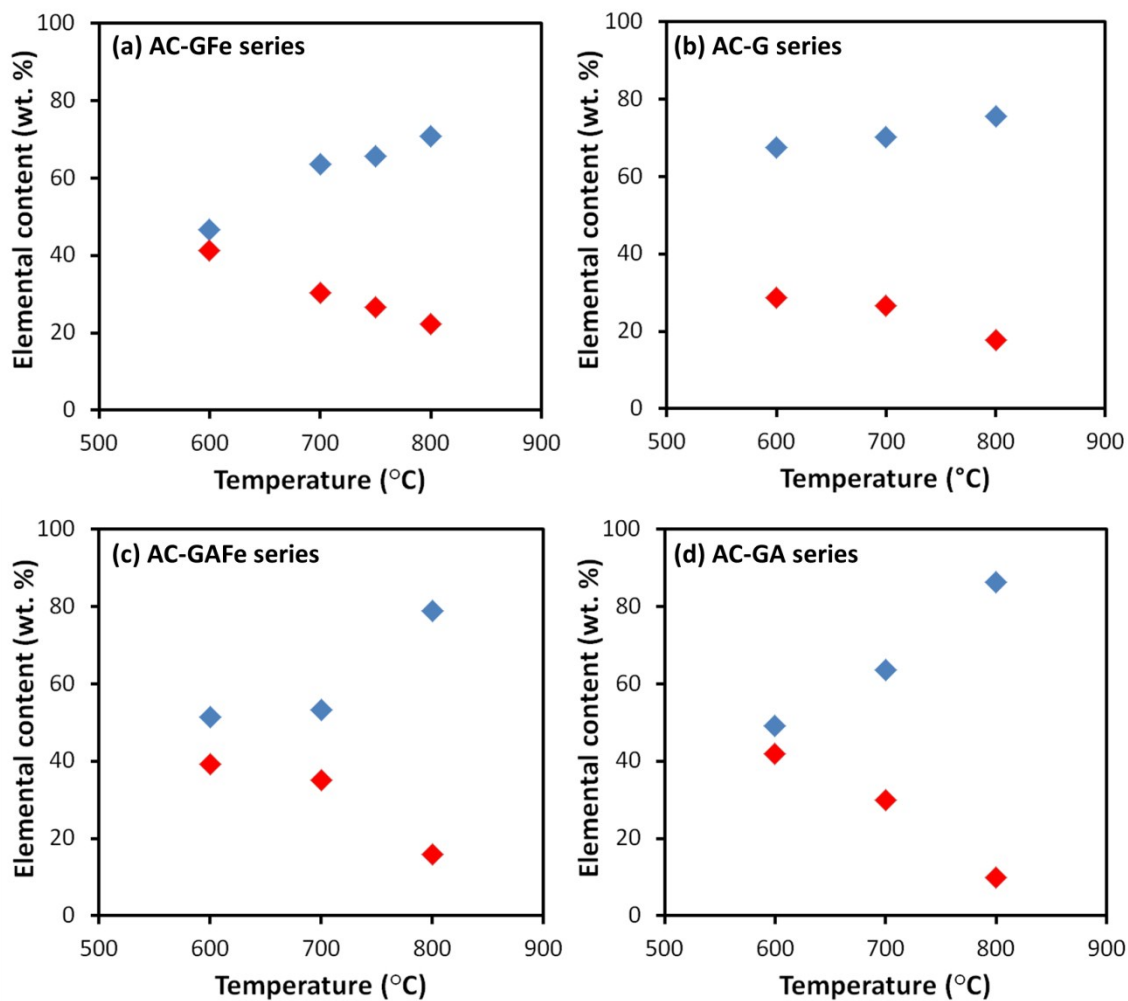 (a) AC-GFe series
Elemental content (wt. %)
100
80
60
40
20
0
500 600 700 800 900
Temperature (°C)
(b) AC-G series
Elemental content (wt. %)
100
80
60
40
20
0
500 600 700 800 900
Temperature (°C)
(c) AC-GAFe series
Elemental content (wt. %)
100
80
60
40
20
0
500 600 700 800 900
Temperature (°C)
(d) AC-GA series
Elemental content (wt. %)
100
80
60
40
20
0
500 600 700 800 900
Temperature (°C)